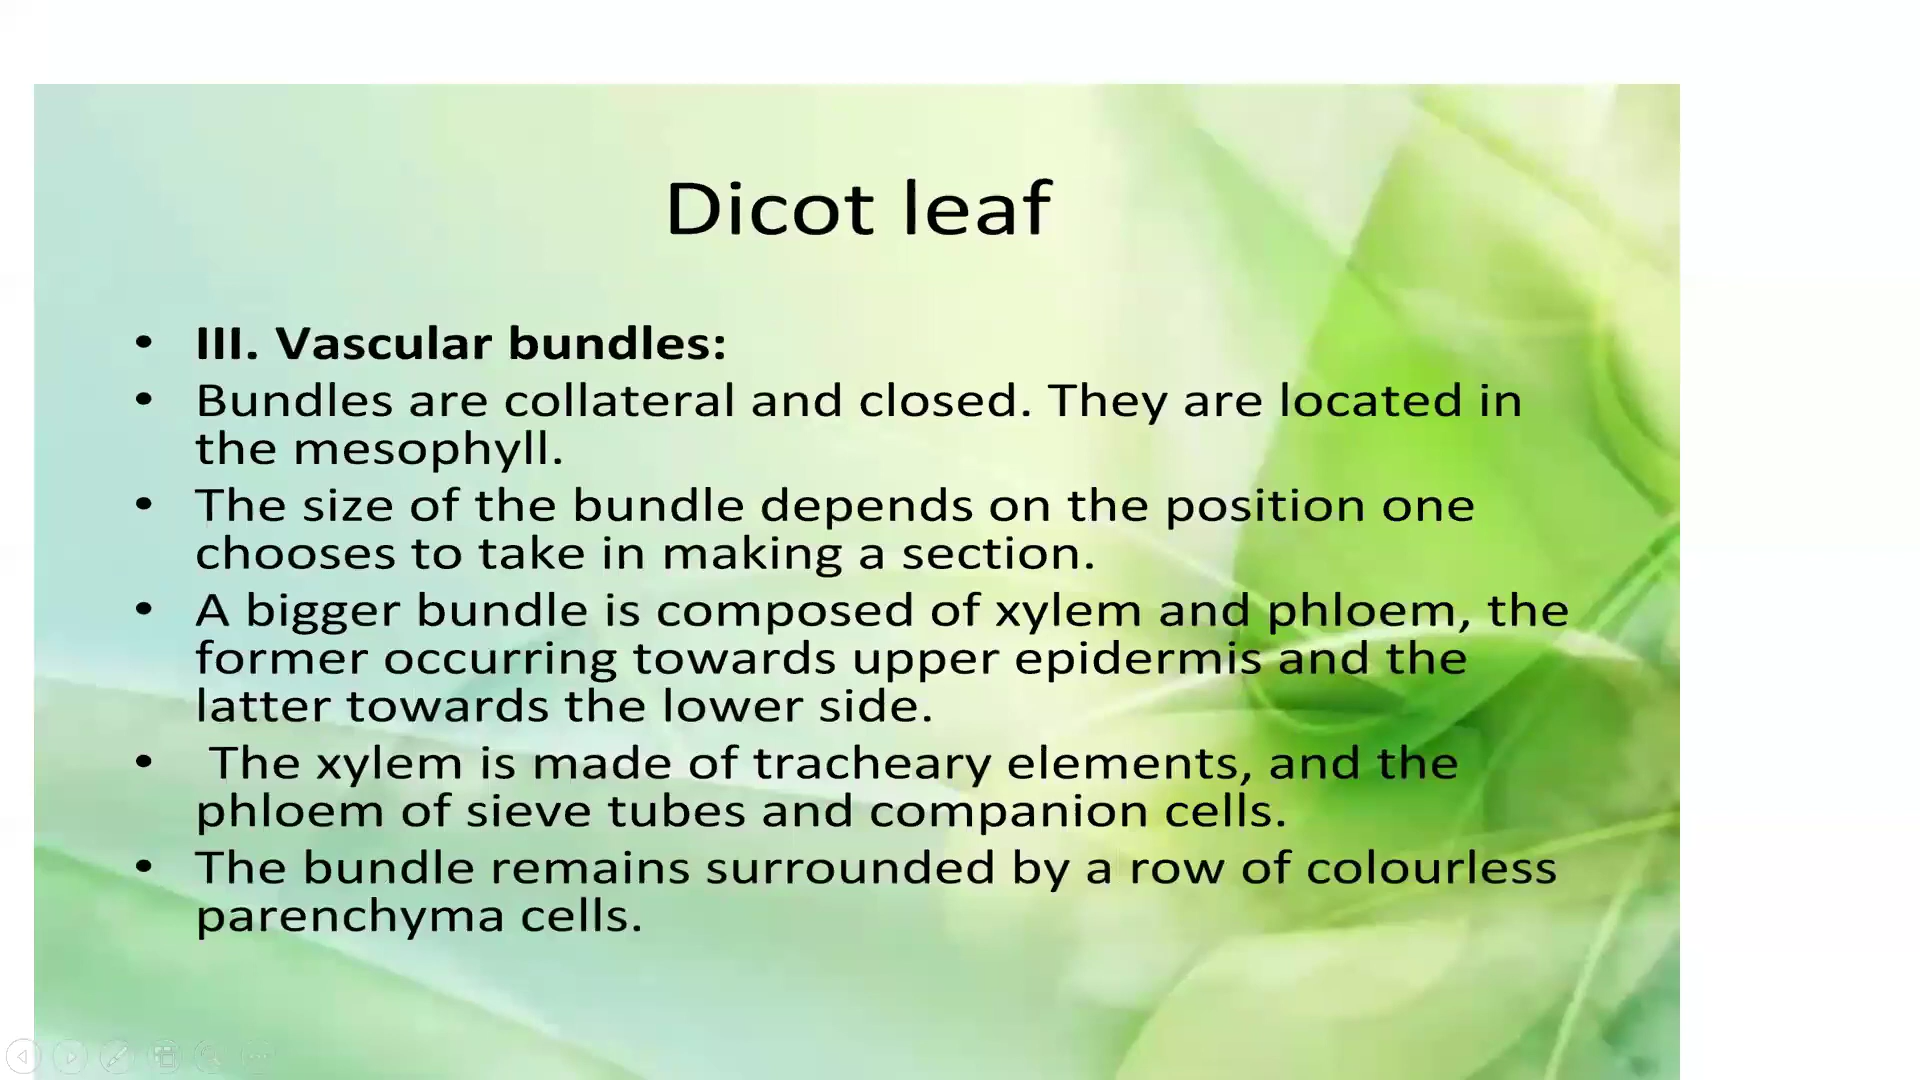 Dicot leaf
• III. Vascular bundles:
• Bundles are collateral and closed. They are located in
the mesophyll.
• The size of the bundle depends on the position one
chooses to take in making a section.
• A bigger bundle is composed of xylem and phloem, the
former occurring towards upper epidermis and the
latter towards the lower side.
• The xylem is made of tracheary elements, and the
phloem of sieve tubes and companion cells.
• The bundle remains surrounded by a row of colourless
parenchyma cells.